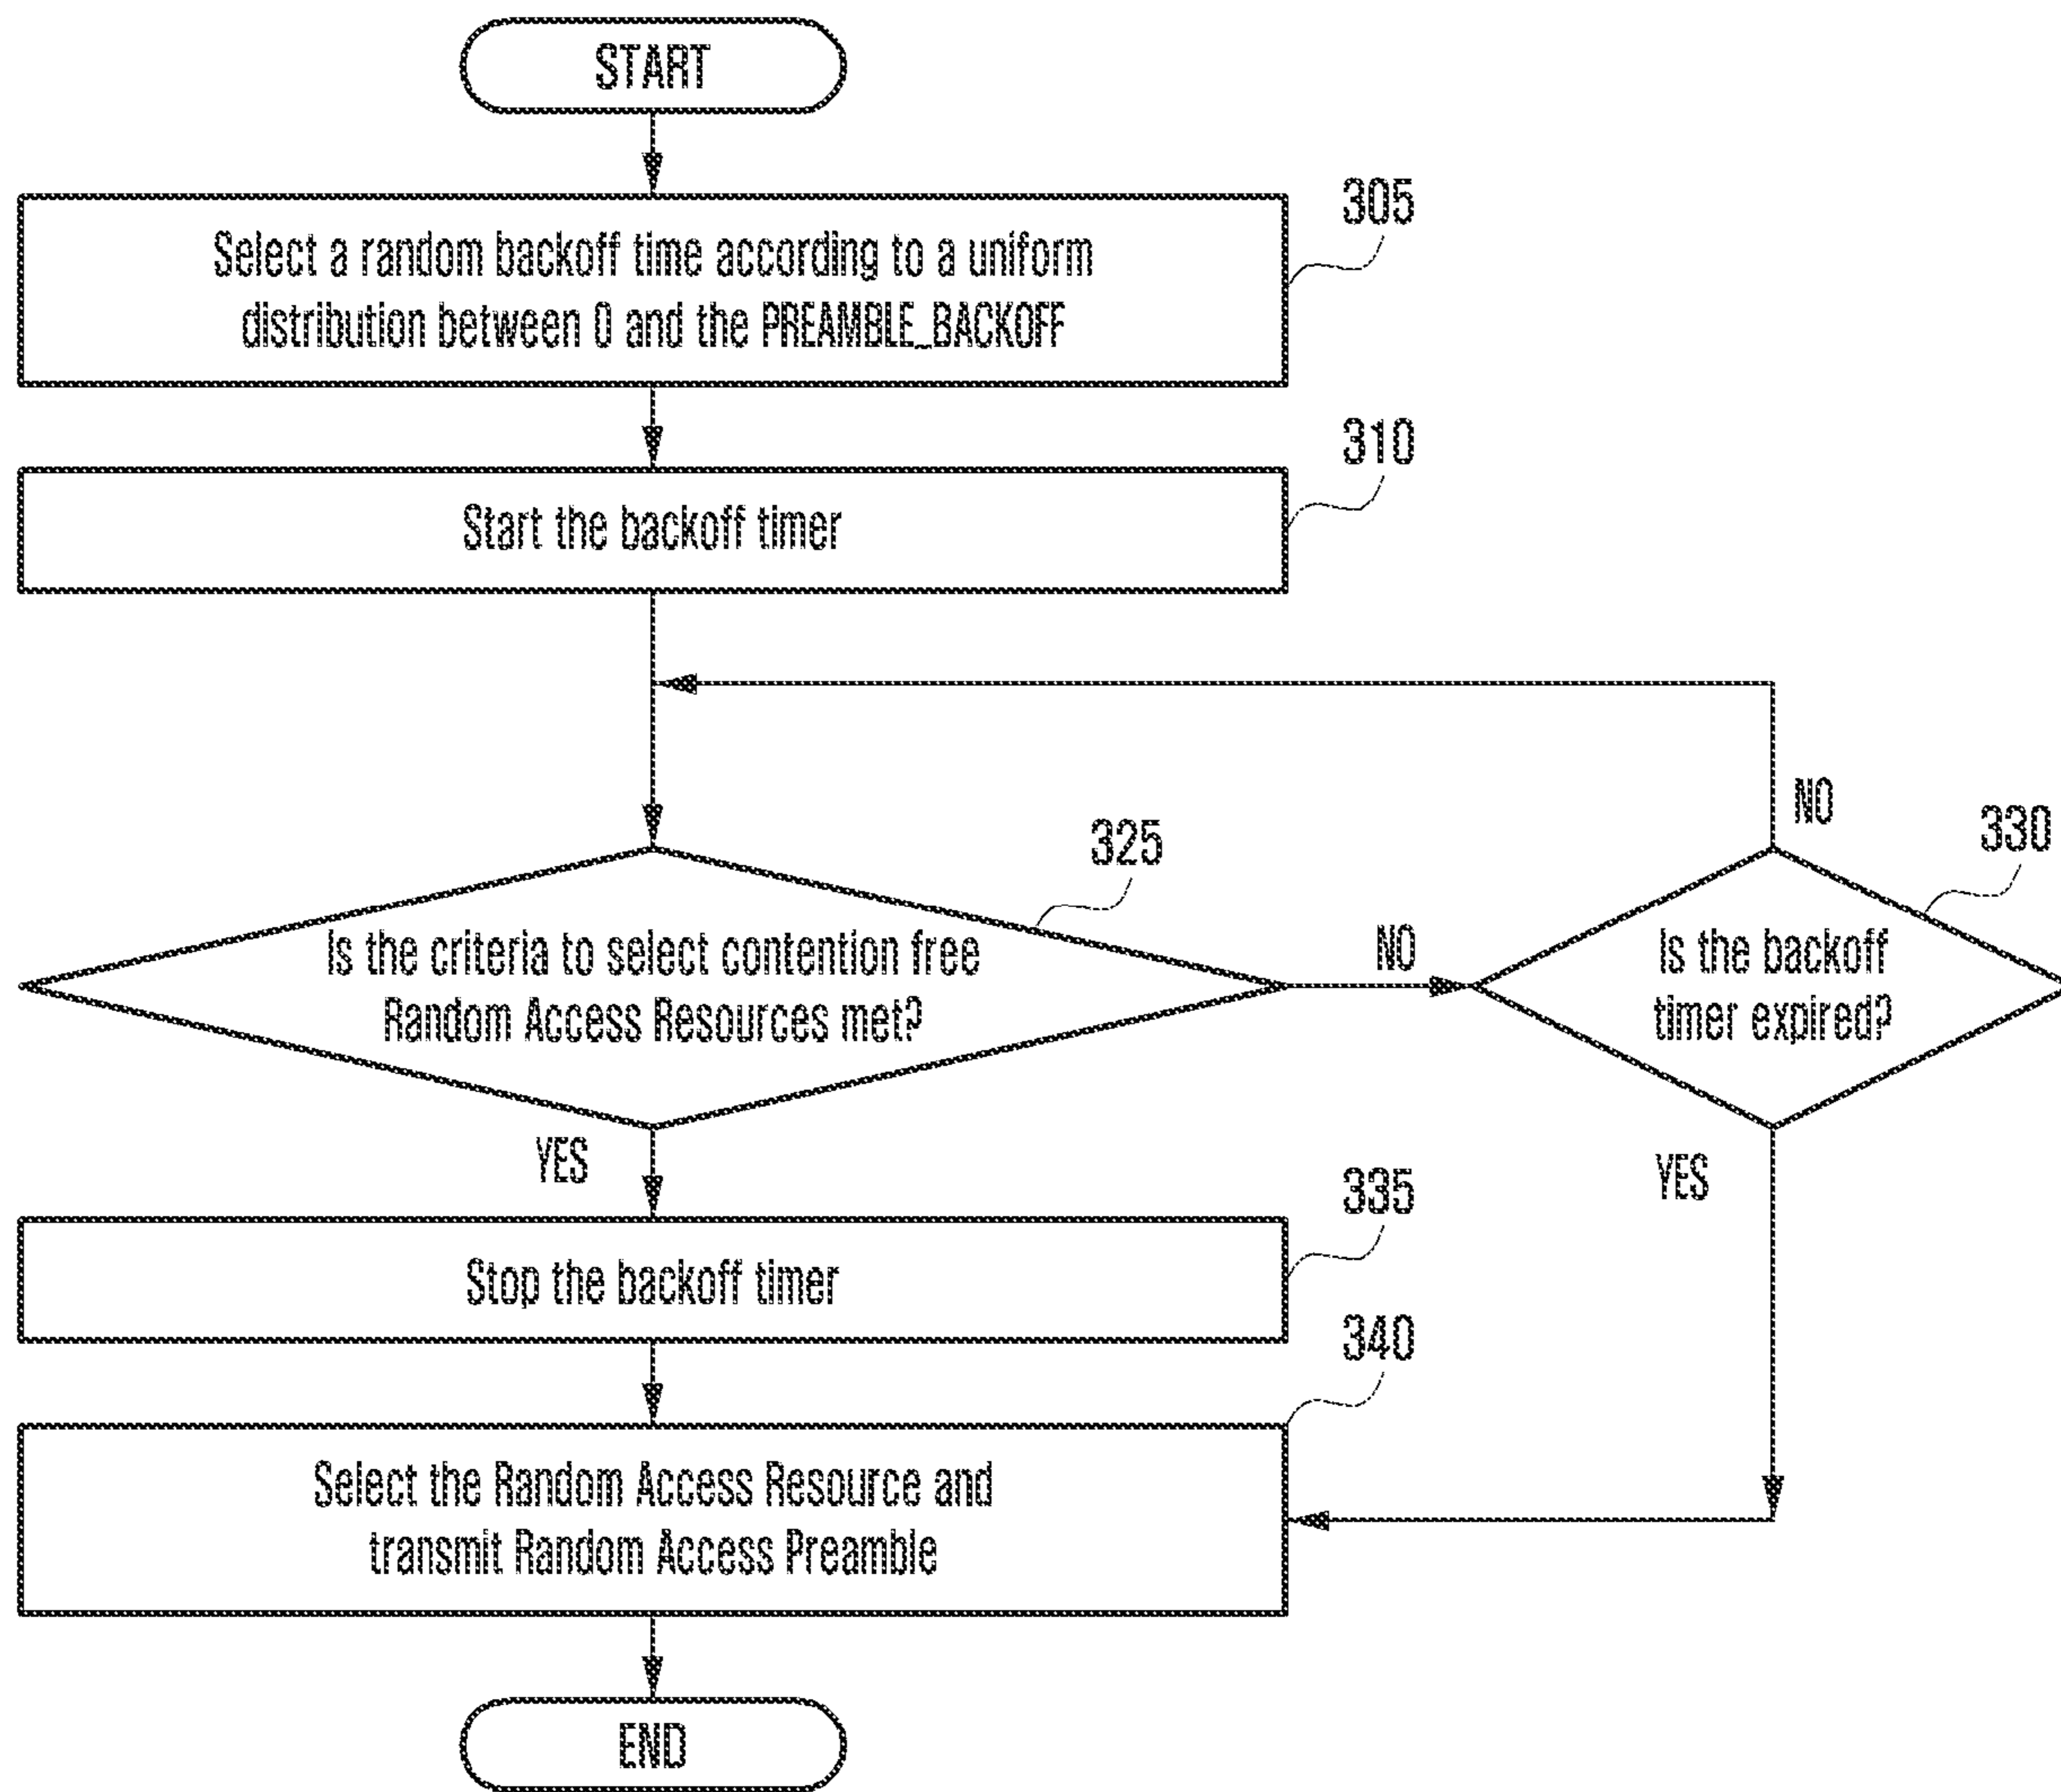 START
305
Select a random backoff time according to a uniform
distribution between 0 and the PREAMBLE_BACKOFF
310
Start the backoff timer
325
Is the criteria to select contention free
Random Access Resources met?
NO
NO
330
Is the backoff
timer expired?
YES
YES
335
Stop the backoff timer
340
Select the Random Access Resource and
transmit Random Access Preamble
END